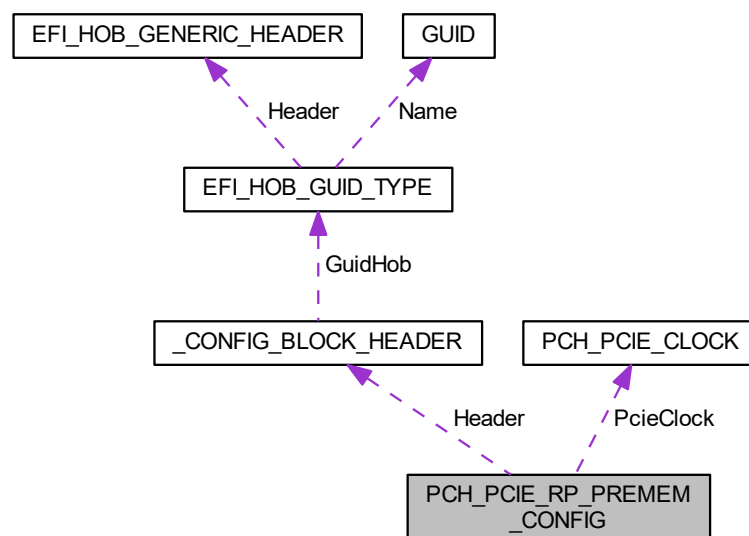 EFI_HOB_GENERIC_HEADER
GUID
Header
Name
EFI_HOB_GUID_TYPE
GuidHob
_CONFIG_BLOCK_HEADER
PCH_PCIE_CLOCK
Header
PcieClock
PCH_PCIE_RP_PREMEM
_CONFIG